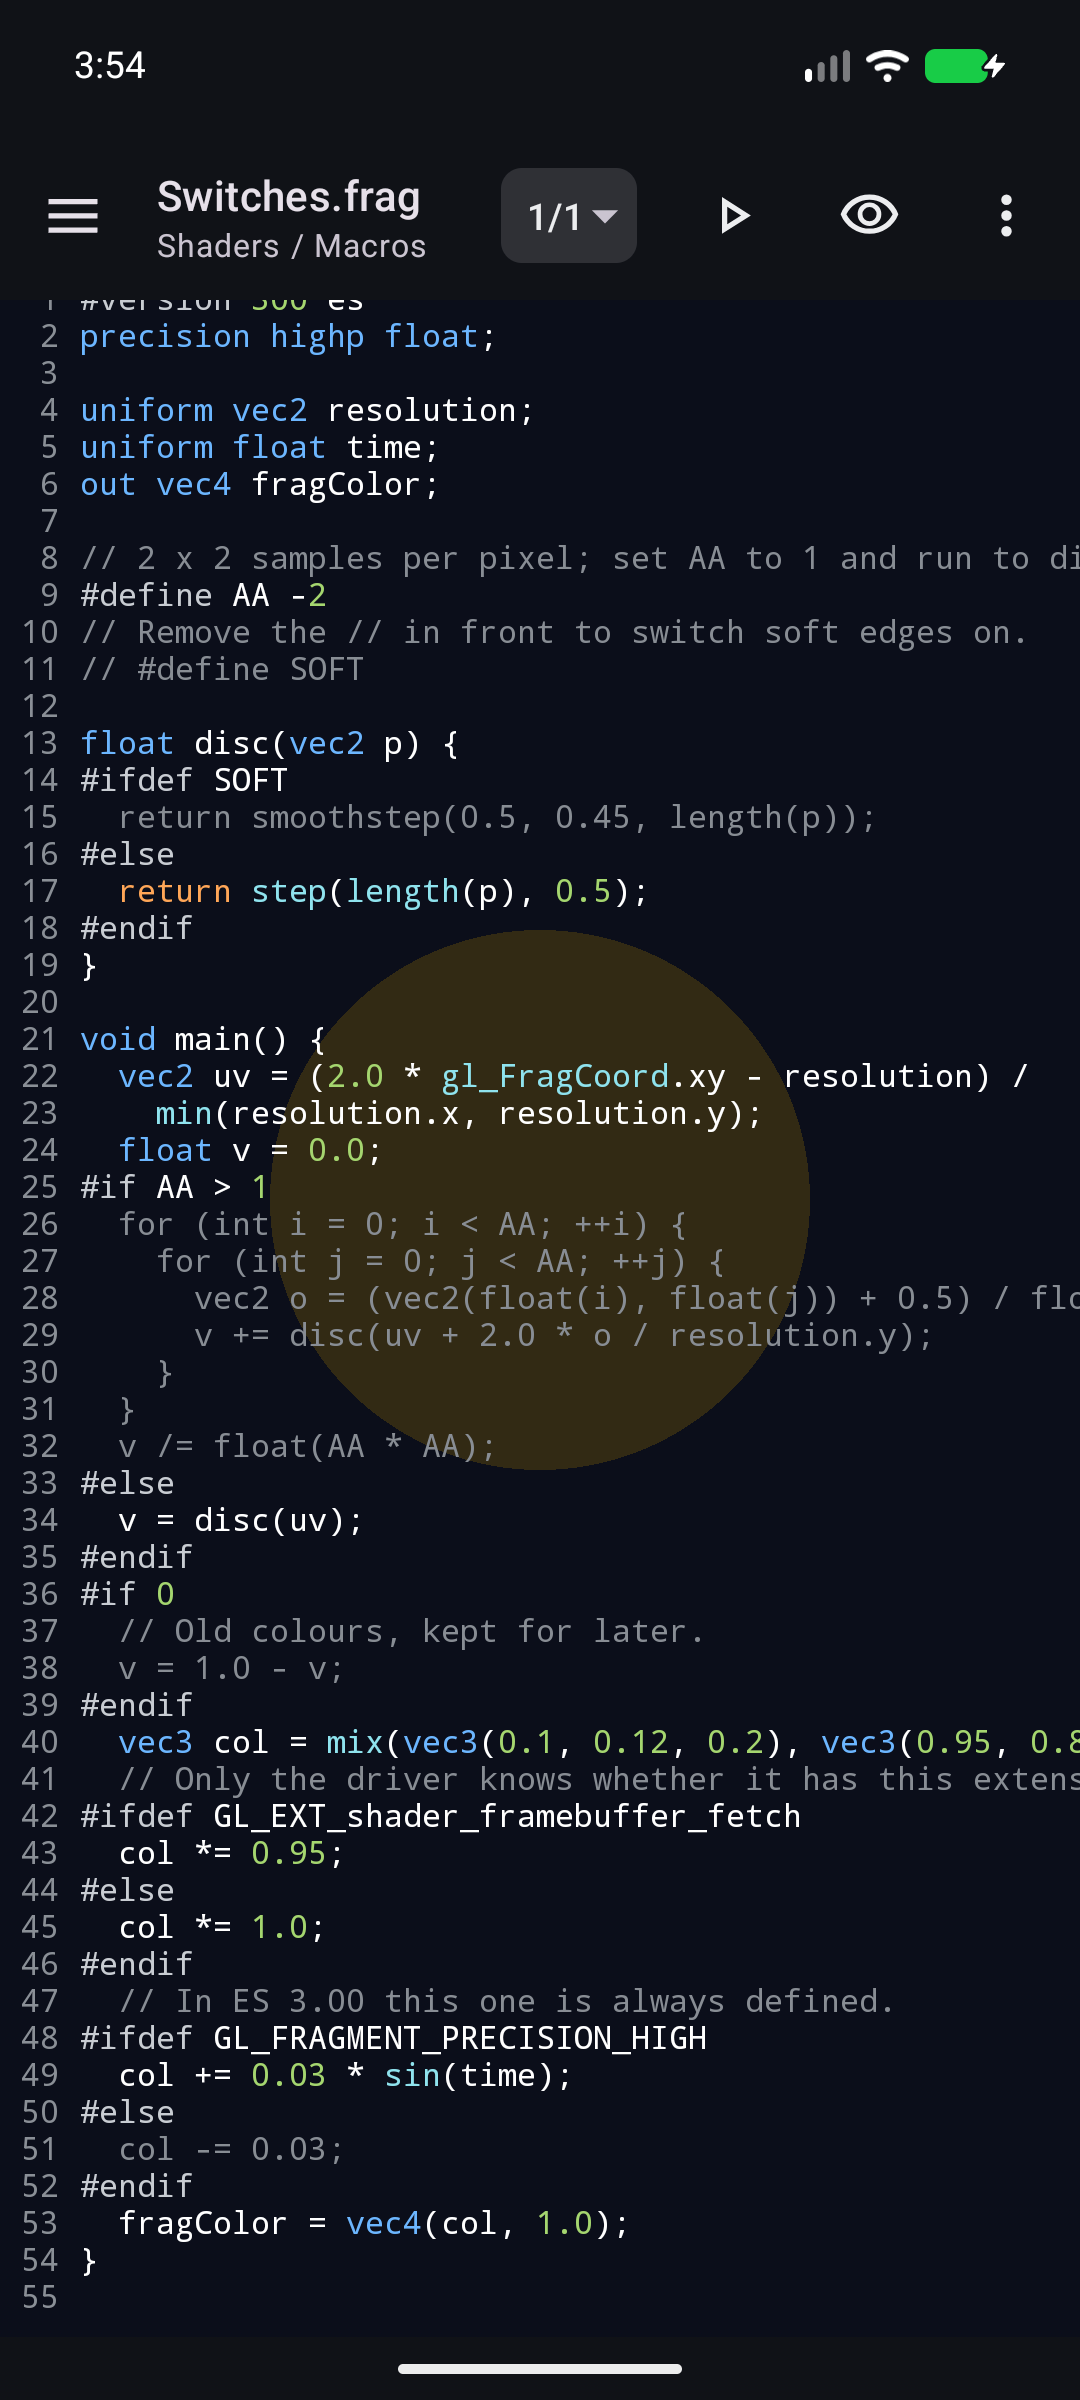 3:54
Switches.frag
Shaders / Macros
1/1
1 #version 300 es
2 precision highp float;
3
4 uniform vec2 resolution;
5 uniform float time;
6 out vec4 fragColor;
7
8 // 2 x 2 samples per pixel; set AA to 1 and run to di
9 #define AA -2
10 // Remove the // in front to switch soft edges on.
11 // #define SOFT
12
13 float disc(vec2 p) {
14 #ifdef SOFT
15   return smoothstep(0.5, 0.45, length(p));
16 #else
17   return step(length(p), 0.5);
18 #endif
19 }
20
21 void main() {
22   vec2 uv = (2.0 * gl_FragCoord.xy - resolution) /
23     min(resolution.x, resolution.y);
24   float v = 0.0;
25 #if AA > 1
26   for (int i = 0; i < AA; ++i) {
27     for (int j = 0; j < AA; ++j) {
28       vec2 o = (vec2(float(i), float(j)) + 0.5) / flo
29       v += disc(uv + 2.0 * o / resolution.y);
30     }
31   }
32   v /= float(AA * AA);
33 #else
34   v = disc(uv);
35 #endif
36 #if 0
37   // Old colours, kept for later.
38   v = 1.0 - v;
39 #endif
40   vec3 col = mix(vec3(0.1, 0.12, 0.2), vec3(0.95, 0.8
41   // Only the driver knows whether it has this extens
42 #ifdef GL_EXT_shader_framebuffer_fetch
43   col *= 0.95;
44 #else
45   col *= 1.0;
46 #endif
47   // In ES 3.00 this one is always defined.
48 #ifdef GL_FRAGMENT_PRECISION_HIGH
49   col += 0.03 * sin(time);
50 #else
51   col -= 0.03;
52 #endif
53   fragColor = vec4(col, 1.0);
54 }
55